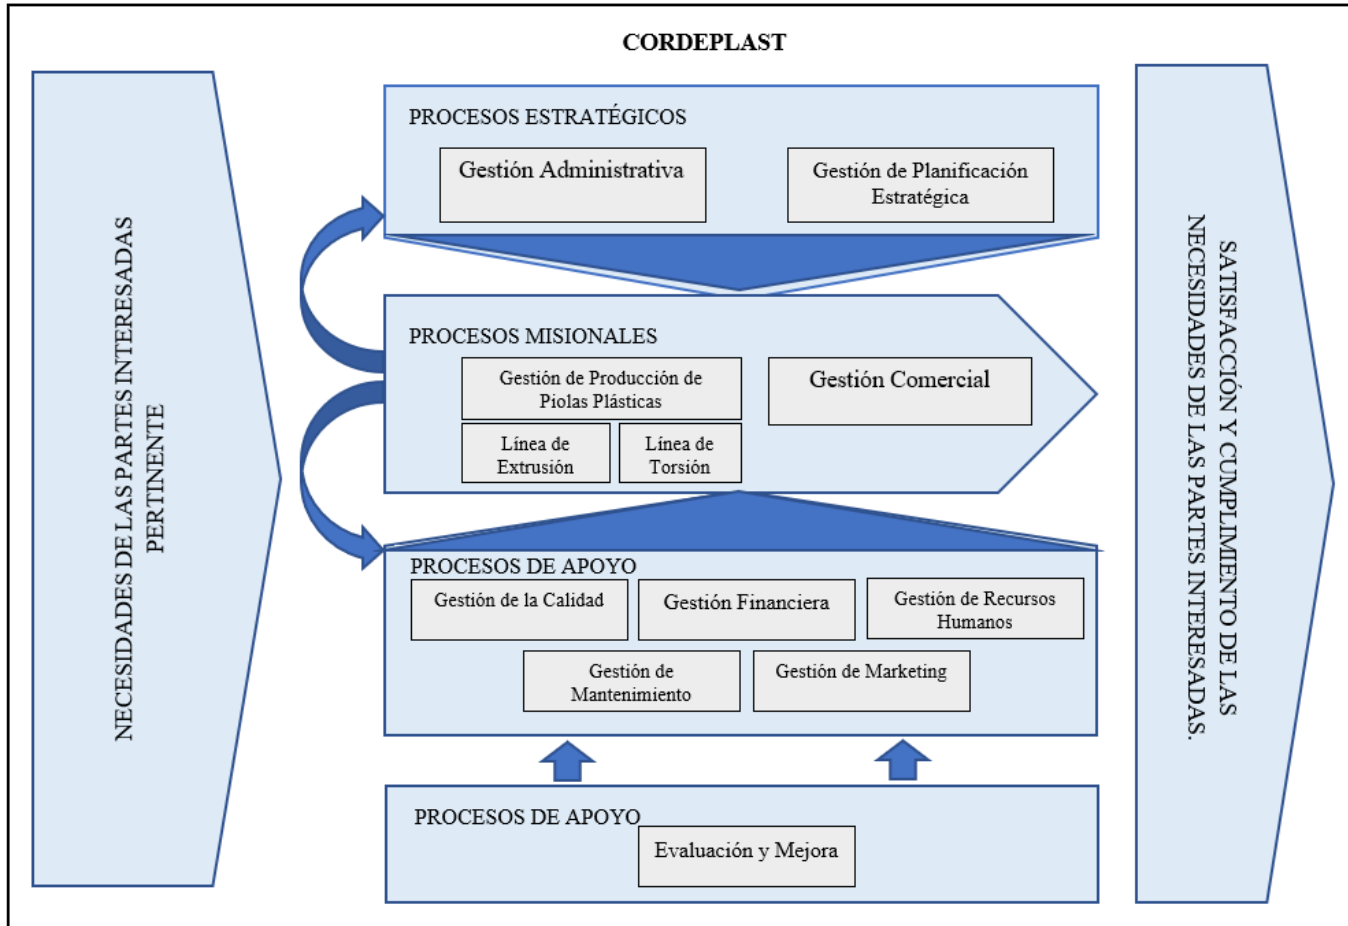 CORDEPLAST
NECESIDADES DE LAS PARTES INTERESADAS
PERTINENTE
PROCESOS ESTRATÉGICOS
Gestión Administrativa
Gestión de Planificación
Estratégica
PROCESOS MISIONALES
Gestión de Producción de
Piolas Plásticas
Línea de
Extrusión
Línea de
Torsión
Gestión Comercial
PROCESOS DE APOYO
Gestión de la Calidad
Gestión Financiera
Gestión de Recursos
Humanos
Gestión de
Mantenimiento
Gestión de Marketing
PROCESOS DE APOYO
Evaluación y Mejora
SATISFACCIÓN Y CUMPLIMIENTO DE LAS
NECESIDADES DE LAS PARTES INTERESADAS.